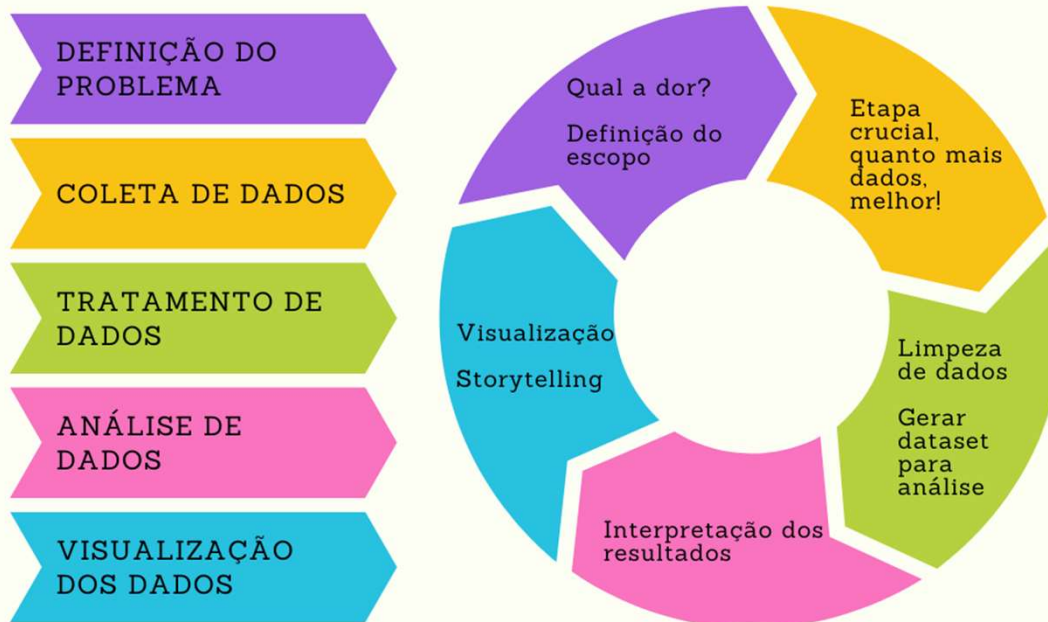 DEFINIÇÃO DO
PROBLEMA
COLETA DE DADOS
TRATAMENTO DE
DADOS
ANÁLISE DE
DADOS
VISUALIZAÇÃO
DOS DADOS
Qual a dor?
Definição do
escopo
Etapa
crucial,
quanto mais
dados,
melhor!
Limpeza
de dados
Gerar
dataset
para
análise
Interpretação dos
resultados
Visualização
Storytelling